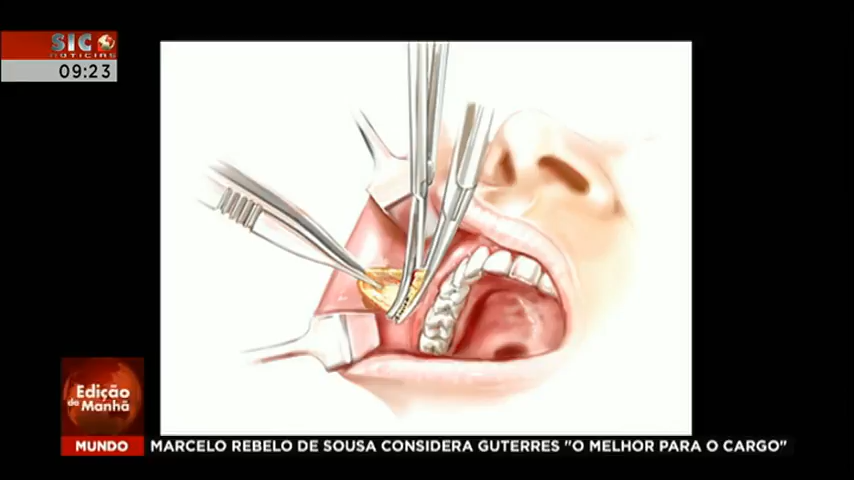 SIC
NOTÍCIAS
09:23
Edição
da Manhã
MUNDO
MARCELO REBELO DE SOUSA CONSIDERA GUTERRES "O MELHOR PARA O CARGO"